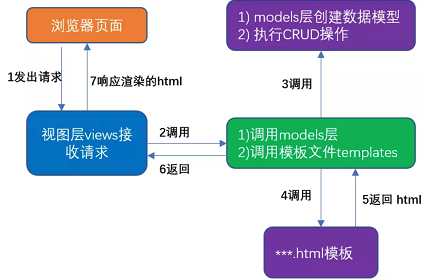 浏览器页面
1) models层创建数据模型
2) 执行CRUD操作
1发出请求
7响应渲染的html
3调用
视图层views接
收请求
2调用
6返回
1)调用models层
2)调用模板文件templates
4调用
5返回 html
***.html模板